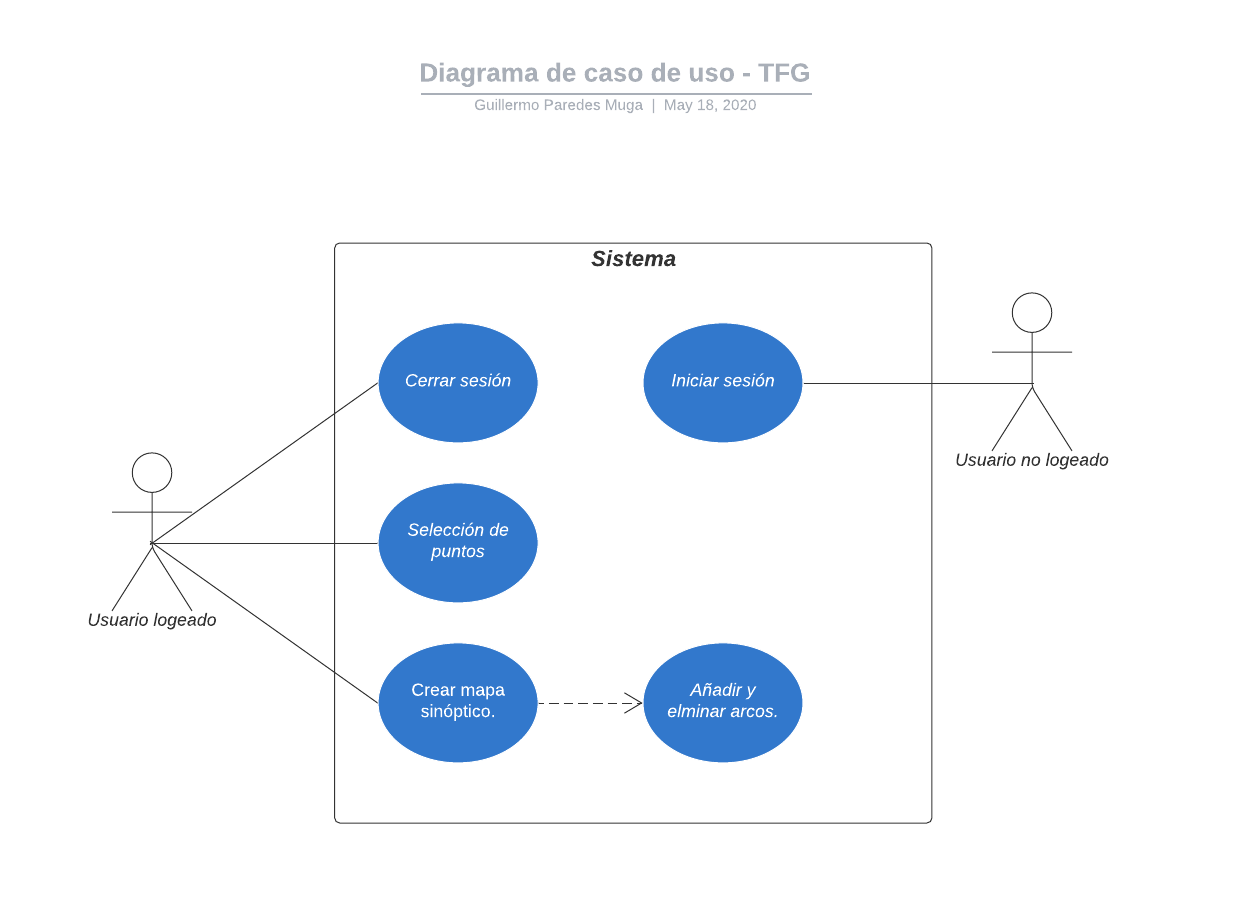 Diagrama de caso de uso - TFG
Guillermo Paredes Muga | May 18, 2020
Sistema
Cerrar sesión
Iniciar sesión
Usuario no logeado
Selección de
puntos
Usuario logeado
Crear mapa
sinóptico.
Añadir y
elminar arcos.